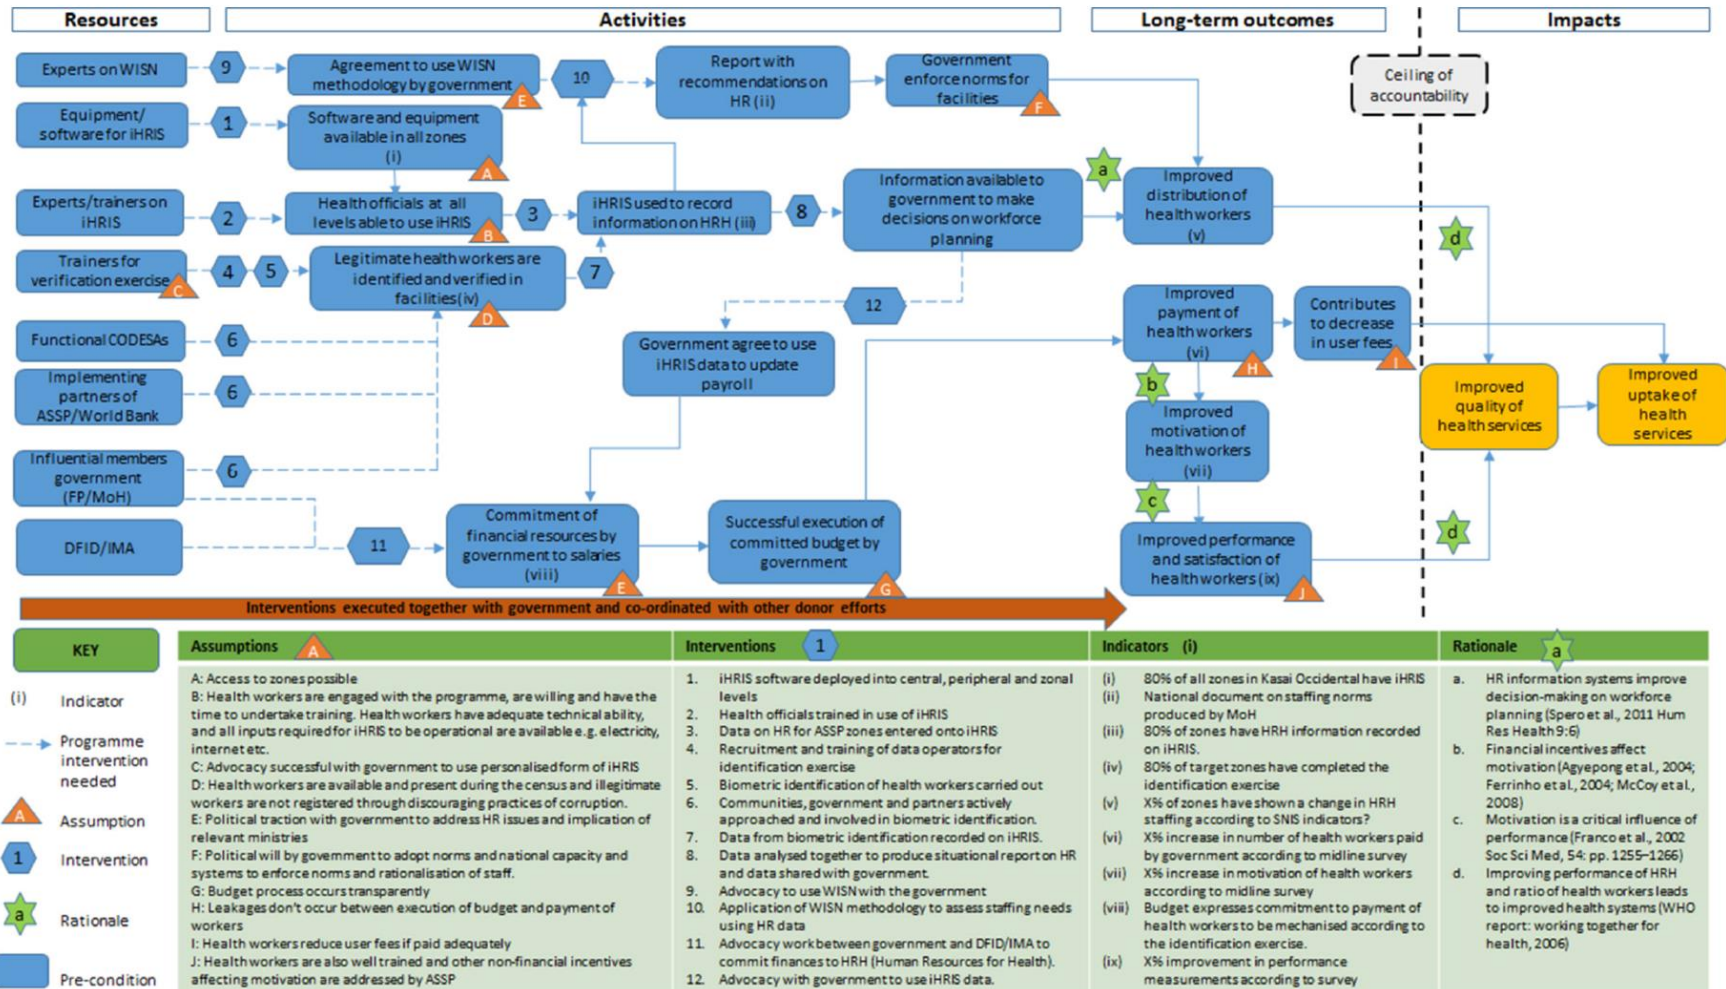 Resources
Activities
Long-term outcomes
Impacts
Experts on WISN
9
Agreement to use WISN
methodology by government
E
10
Report with
recommendations on
HR (ii)
Government
enforce norms for
facilities
F
Ceiling of
accountability
Equipment/
software for iHRIS
1
Software and equipment
available in all zones
(i)
A
Experts/trainers on
iHRIS
2
Health officials at all
levels able to use iHRIS
B
3
iHRIS used to record
information on HRH (iii)
8
Information available to
government to make
decisions on workforce
planning
a
Improved
distribution of
health workers
(v)
d
Trainers for
verification exercise
C
4
5
Legitimate health workers are
identified and verified in
facilities(iv)
D
7
12
Improved
payment of
health workers
(vi)
H
Contributes
to decrease
in user fees
I
Functional CODESAs
6
Government agree to use
iHRIS data to update
payroll
Implementing
partners of
ASSP/World Bank
6
b
Improved
motivation of
health workers
(vii)
Improved
quality of
health services
Improved
uptake of
health
services
Influential members
government
(FP/MoH)
6
c
DFID/IMA
11
Commitment of
financial resources by
government to salaries
(viii)
E
Successful execution of
committed budget by
government
G
Improved performance
and satisfaction of
health workers (ix)
J
d
Interventions executed together with government and co-ordinated with other donor efforts
KEY
(i) Indicator
Programme
intervention
needed
A Assumption
1 Intervention
a Rationale
Pre-condition
Assumptions A
A: Access to zones possible
B: Health workers are engaged with the programme, are willing and have the
time to undertake training. Health workers have adequate technical ability,
and all inputs required for iHRIS to be operational are available e.g. electricity,
internet etc.
C: Advocacy successful with government to use personalised form of iHRIS
D: Health workers are available and present during the census and illegitimate
workers are not registered through discouraging practices of corruption.
E: Political traction with government to address HR issues and implication of
relevant ministries
F: Political will by government to adopt norms and national capacity and
systems to enforce norms and rationalisation of staff.
G: Budget process occurs transparently
H: Leakages don't occur between execution of budget and payment of
workers
I: Health workers reduce user fees if paid adequately
J: Health workers are also well trained and other non-financial incentives
affecting motivation are addressed by ASSP
Interventions 1
1. iHRIS software deployed into central, peripheral and zonal
levels
2. Health officials trained in use of iHRIS
3. Data on HR for ASSP zones entered onto iHRIS
4. Recruitment and training of data operators for
identification exercise
5. Biometric identification of health workers carried out
6. Communities, government and partners actively
approached and involved in biometric identification.
7. Data from biometric identification recorded on iHRIS.
8. Data analysed together to produce situational report on HR
and data shared with government.
9. Advocacy to use WISN with the government
10. Application of WISN methodology to assess staffing needs
using HR data
11. Advocacy work between government and DFID/IMA to
commit finances to HRH (Human Resources for Health).
12. Advocacy with government to use iHRIS data.
Indicators (i)
(i) 80% of all zones in Kasai Occidental have iHRIS
(ii) National document on staffing norms
produced by MoH
(iii) 80% of zones have HRH information recorded
on iHRIS.
(iv) 80% of target zones have completed the
identification exercise
(v) X% of zones have shown a change in HRH
staffing according to SNIS indicators?
(vi) X% increase in number of health workers paid
by government according to midline survey
(vii) X% increase in motivation of health workers
according to midline survey
(viii) Budget expresses commitment to payment of
health workers to be mechanised according to
the identification exercise.
(ix) X% improvement in performance
measurements according to survey
Rationale a
a. HR information systems improve
decision-making on workforce
planning (Spero et al., 2011 Hum
Res Health 9:6)
b. Financial incentives affect
motivation (Agyepong et al., 2004;
Ferrinho et al., 2004; McCoy et al.,
2008)
c. Motivation is a critical influence of
performance (Franco et al., 2002
Soc Sci Med, 54: pp. 1255–1266)
d. Improving performance of HRH
and ratio of health workers leads
to improved health systems (WHO
report: working together for
health, 2006)